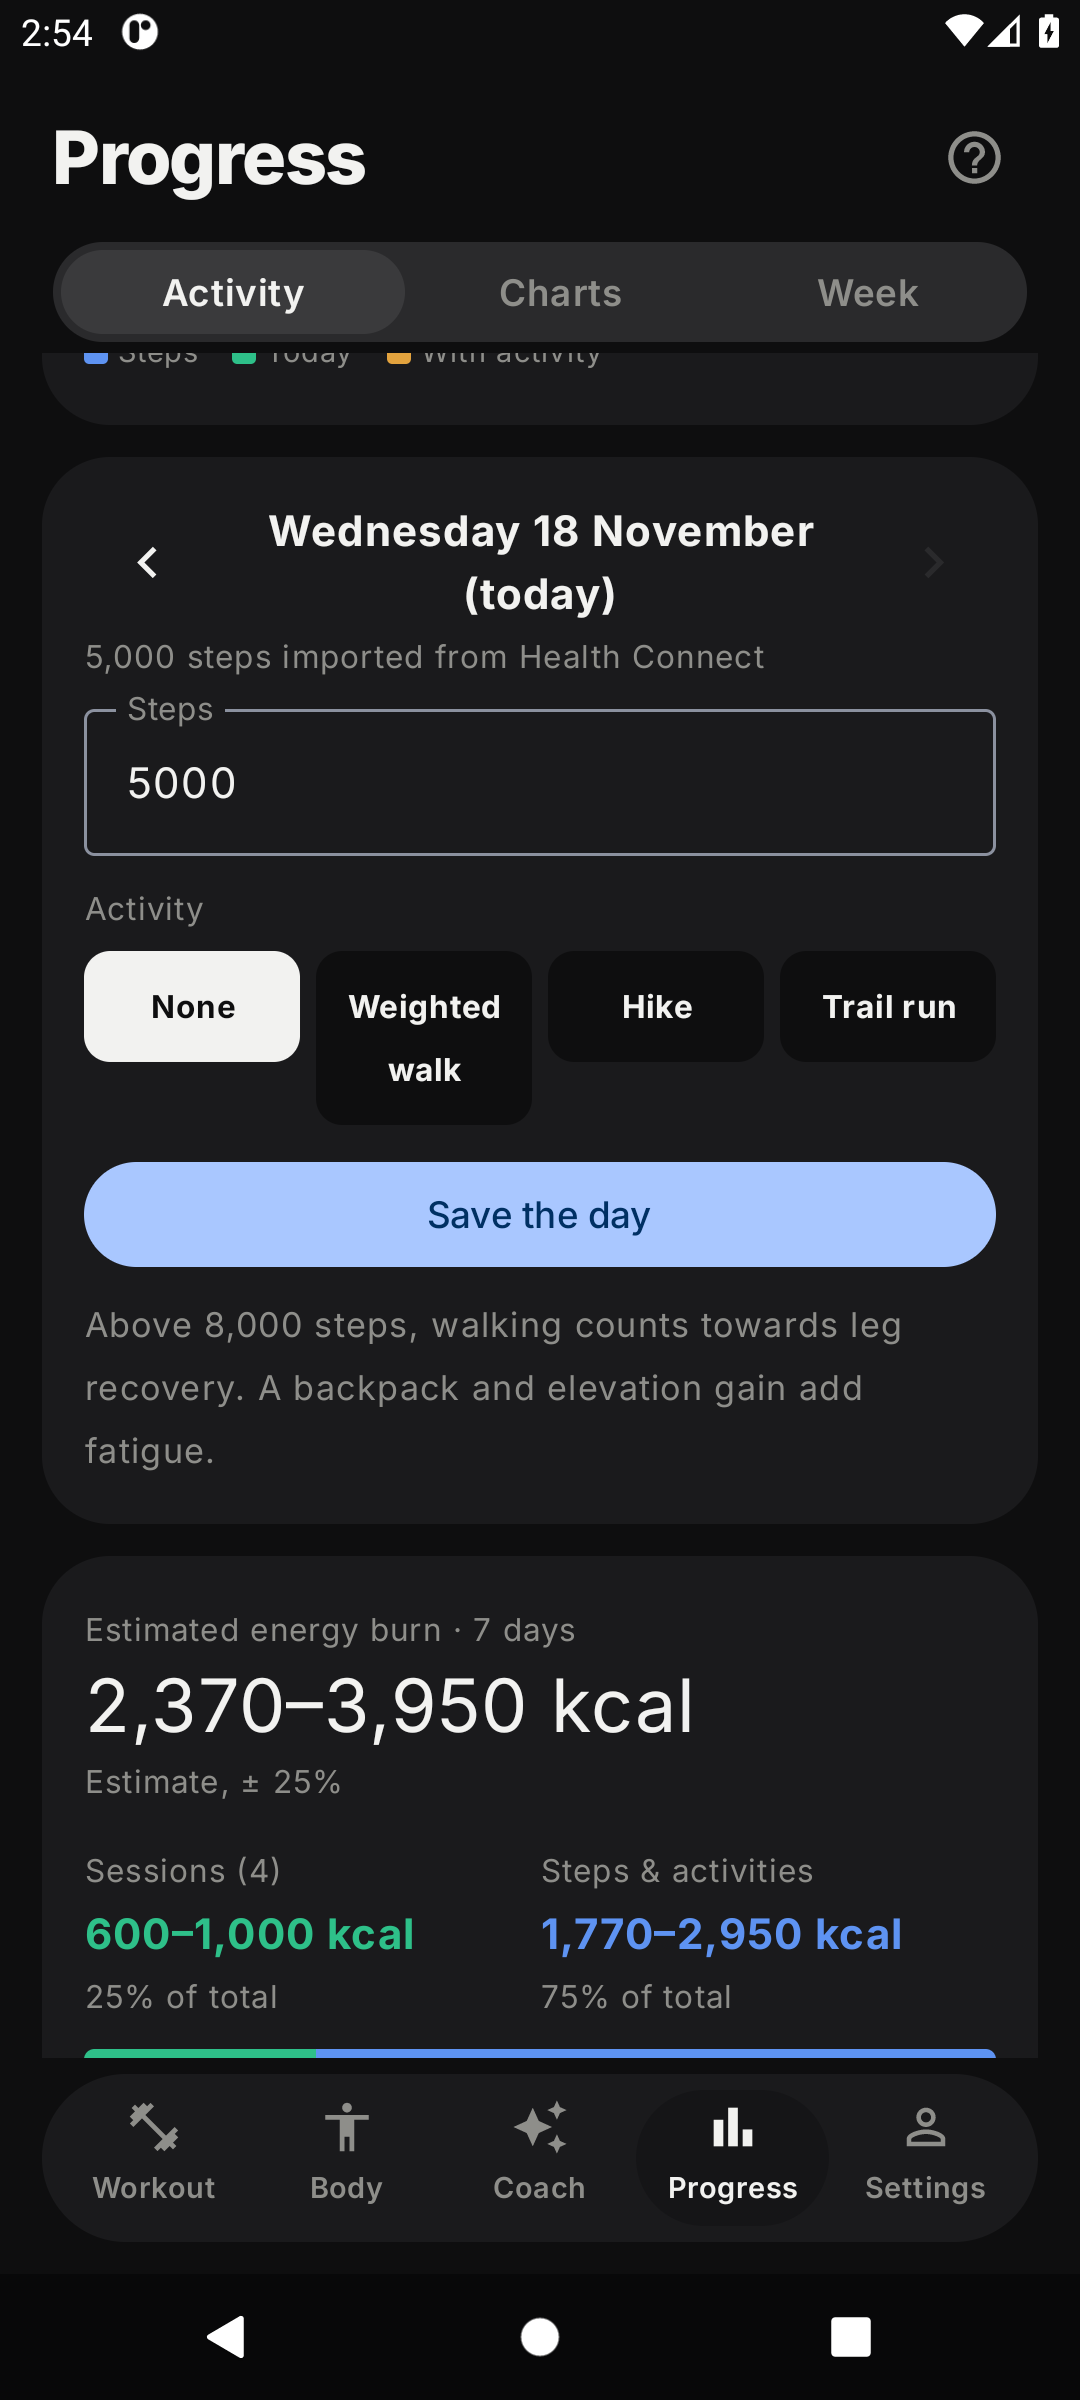 2:54
Progress
Activity
Charts
Week
Steps
Today
With activity
Wednesday 18 November
(today)
5,000 steps imported from Health Connect
Steps
5000
Activity
None
Weighted
walk
Hike
Trail run
Save the day
Above 8,000 steps, walking counts towards leg
recovery. A backpack and elevation gain add
fatigue.
Estimated energy burn · 7 days
2,370–3,950 kcal
Estimate, ± 25%
Sessions (4)
Steps & activities
600–1,000 kcal
1,770–2,950 kcal
25% of total
75% of total
Workout
Body
Coach
Progress
Settings